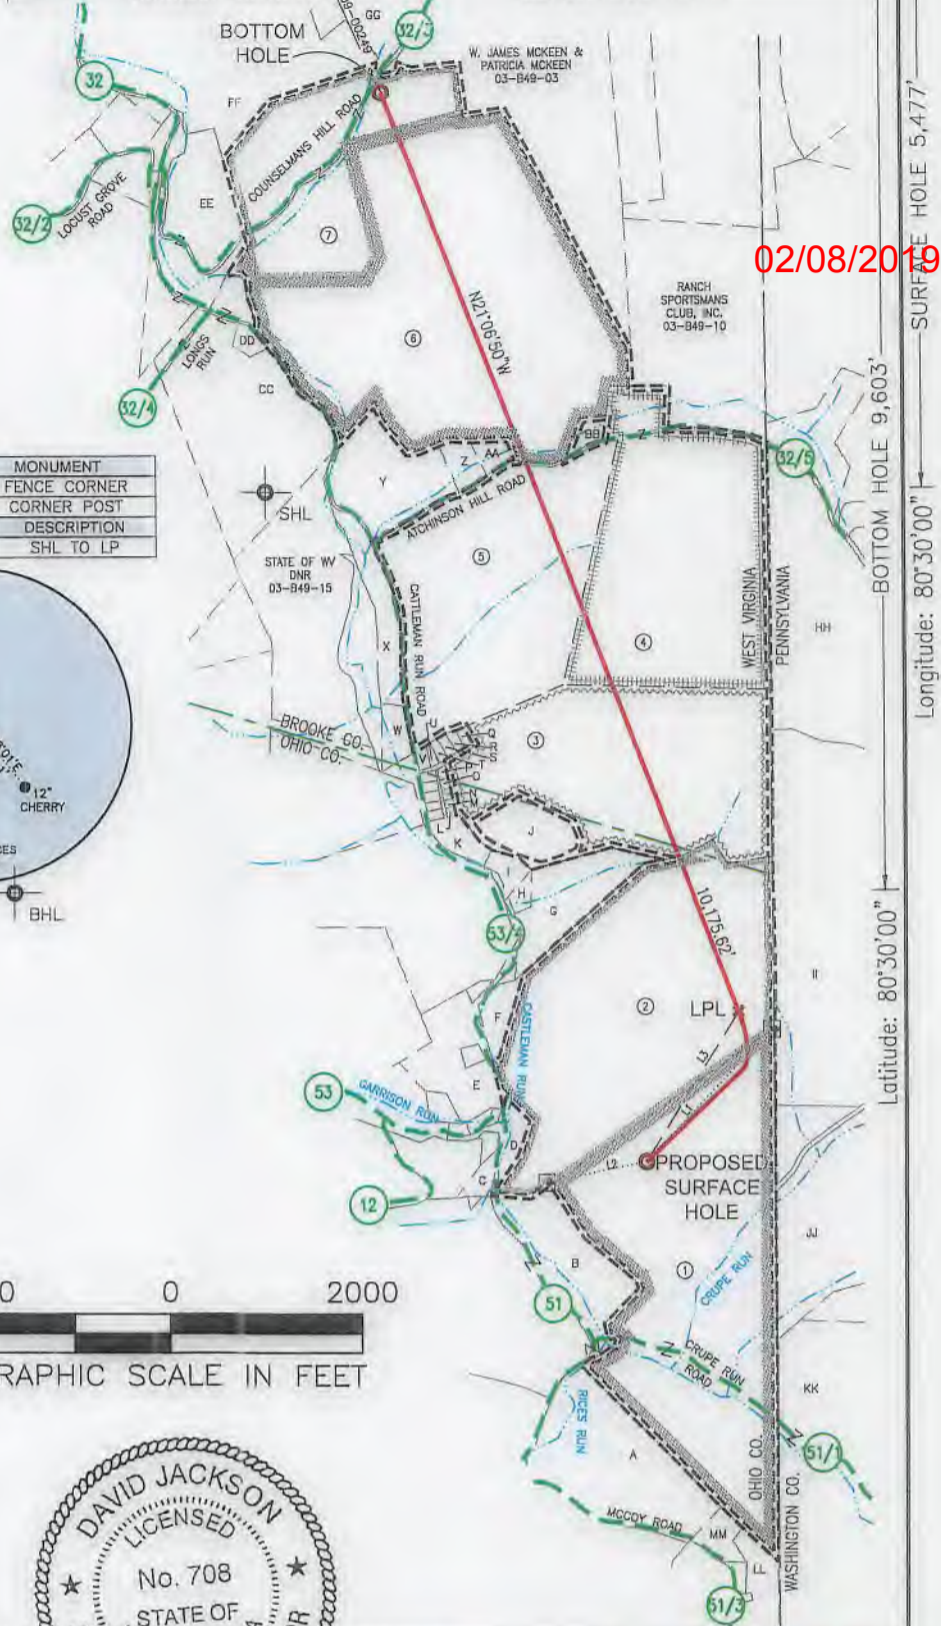 09-00249
GG
32/3
BOTTOM
HOLE
W. JAMES MCKEEN &
PATRICIA MCKEEN
03-B49-03
32
FF
COUNSELMANS HILL ROAD
EE
LOCUST GROVE
ROAD
32/2
7
SURFACE HOLE 5,477'
02/08/2019
RANCH
SPORTSMANS
CLUB, INC.
03-B49-10
N21°06'50"W
6
DD
LONGS
RUN
32/4
CC
BOTTOM HOLE 9,603'
BB
AA
Z
Y
32/5
ATCHINSON HILL ROAD
MONUMENT
FENCE CORNER
CORNER POST
DESCRIPTION
SHL TO LP
SHL
STATE OF WV
DNR
03-B49-15
5
Longitude: 80°30'00"
WEST VIRGINIA
PENNSYLVANIA
HH
4
CATTLEMAN RUN ROAD
X
W
BROOKE CO.
OHIO CO.
U
V
Q
R
S
T
P
O
N
M
3
12"
CHERRY
L
K
J
I
H
G
BHL
53/4
10,175.62'
Latitude: 80°30'00"
II
2
LPL
F
CASTLEMAN RUN
L3
E
53
GARRISON RUN
L1
D
L2
PROPOSED
SURFACE
HOLE
C
12
JJ
B
1
CRUPE RUN
0
2000
51
GRAPHIC SCALE IN FEET
CRUPE RUN
ROAD
KK
RICES RUN
A
51/1
OHIO CO.
WASHINGTON CO.
MCCOY ROAD
MM
51/3
DAVID JACKSON
LICENSED
No. 708
STATE OF